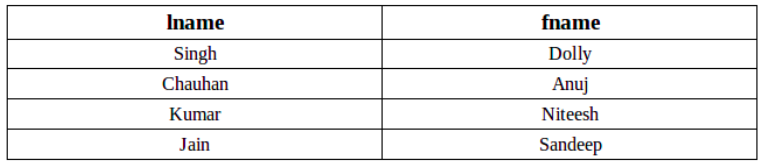 lname fname
Singh Dolly
Chauhan Anuj
Kumar Niteesh
Jain Sandeep